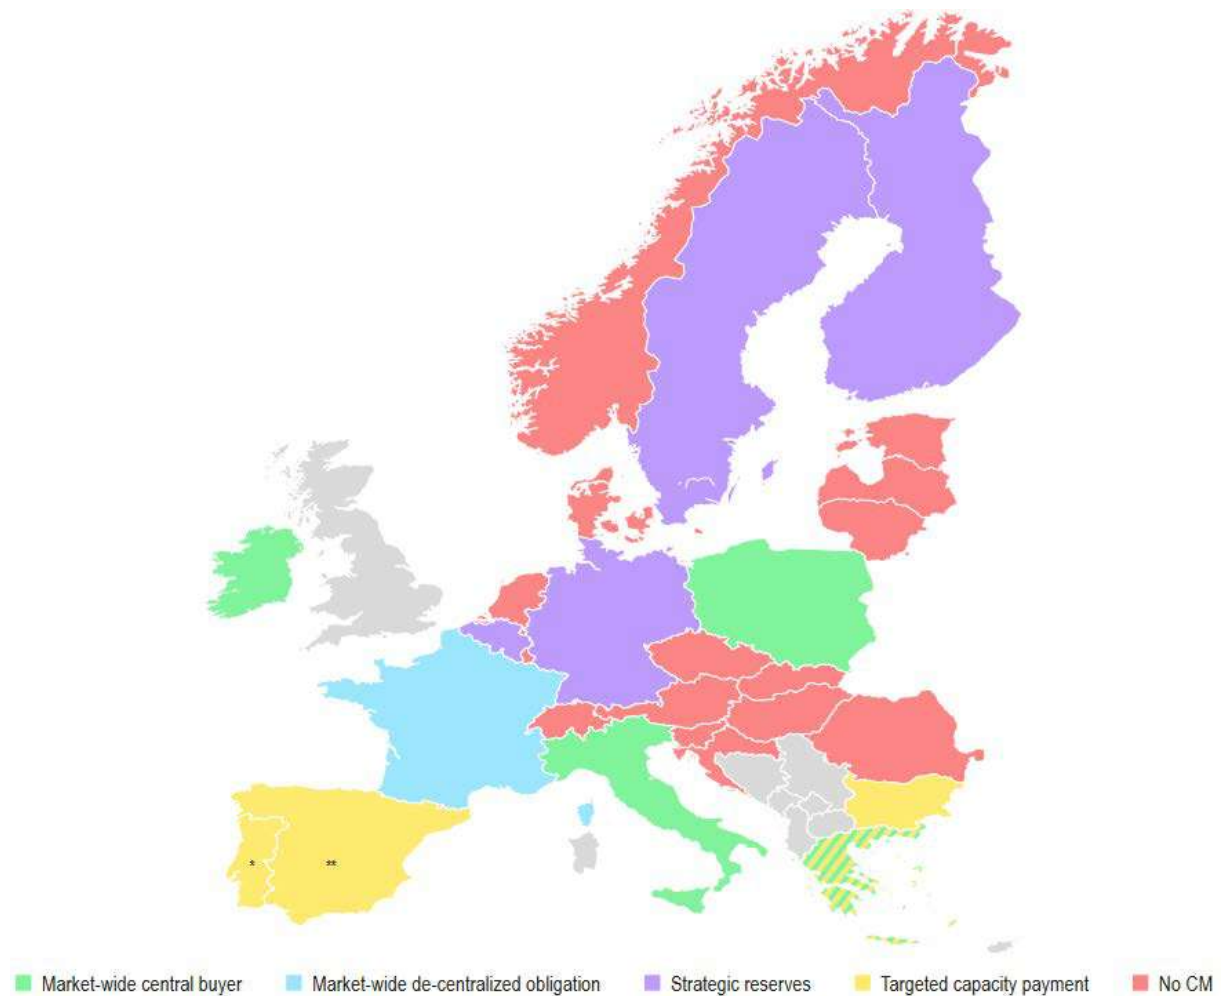 *
**
Market-wide central buyer
Market-wide de-centralized obligation
Strategic reserves
Targeted capacity payment
No CM